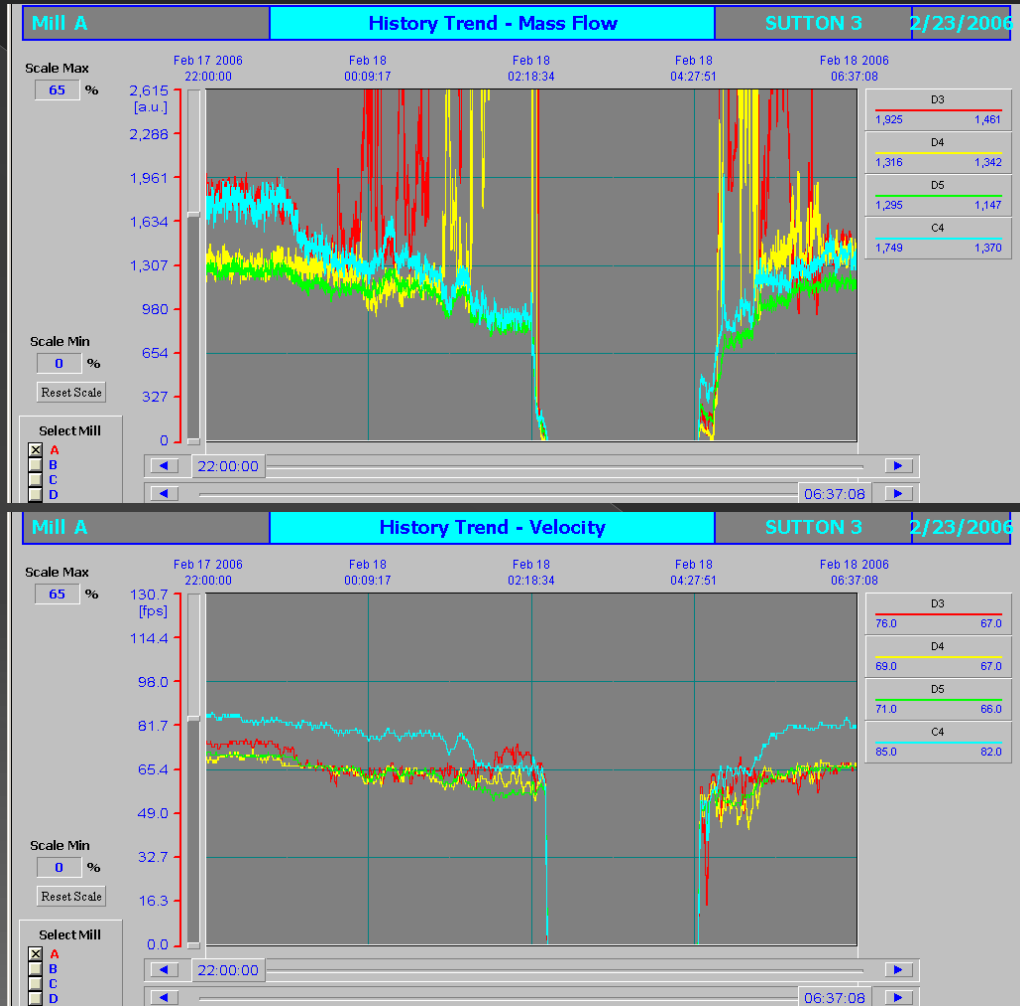 Mill A History Trend - Mass Flow SUTTON 3 2/23/2006
Feb 17 2006 Feb 18 Feb 18 Feb 18 Feb 18 2006
22:00:00 00:09:17 02:18:34 04:27:51 06:37:08
Scale Max
65 %
2,615
[a.u.]
2,288
1,961
1,634
1,307
980
654
327
0
Scale Min
0 %
Reset Scale
Select Mill
A
B
C
D
D3
1,925 1,461
D4
1,316 1,342
D5
1,295 1,147
C4
1,749 1,370
22:00:00
06:37:08
Mill A History Trend - Velocity SUTTON 3 2/23/2006
Feb 17 2006 Feb 18 Feb 18 Feb 18 Feb 18 2006
22:00:00 00:09:17 02:18:34 04:27:51 06:37:08
Scale Max
65 %
130.7
[fps]
114.4
98.0
81.7
65.4
49.0
32.7
16.3
0.0
Scale Min
0 %
Reset Scale
Select Mill
A
B
C
D
D3
76.0 67.0
D4
69.0 67.0
D5
71.0 66.0
C4
85.0 82.0
22:00:00
06:37:08